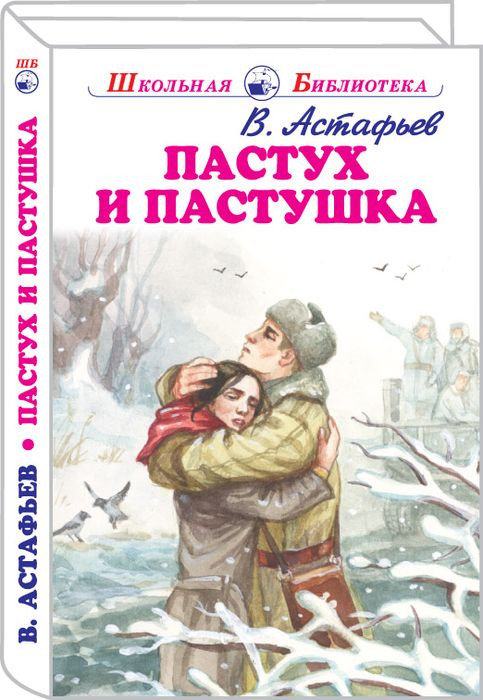 ШБ
В. АСТАФЬЕВ • ПАСТУХ И ПАСТУШКА
ШКОЛЬНАЯ БИБЛИОТЕКА
В. Астафьев
ПАСТУХ
И ПАСТУШКА